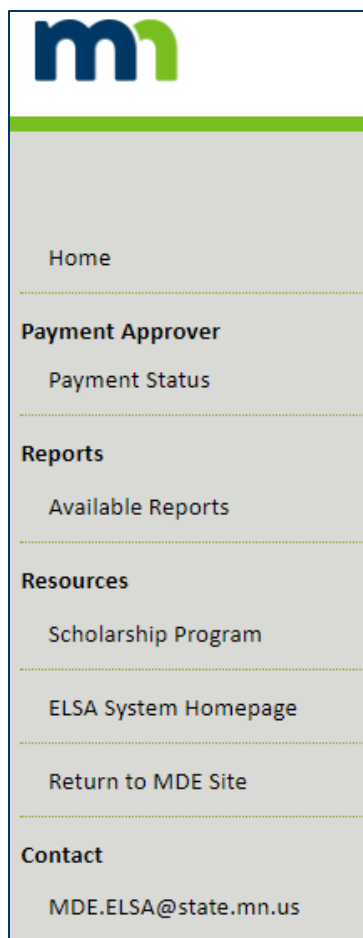 mn
Home
Payment Approver
Payment Status
Reports
Available Reports
Resources
Scholarship Program
ELSA System Homepage
Return to MDE Site
Contact
MDE.ELSA@state.mn.us